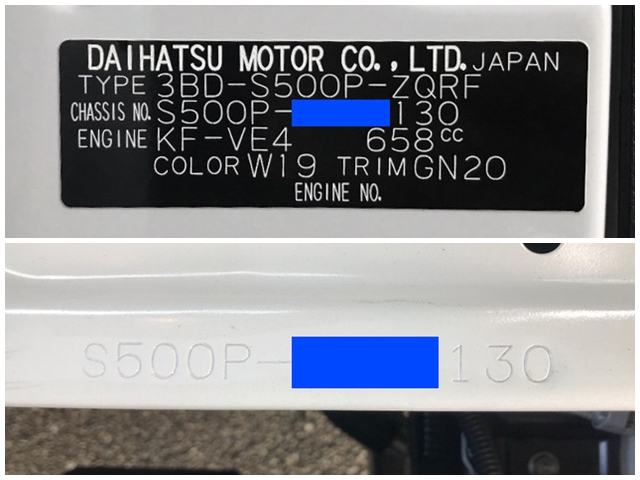 DAIHATSU MOTOR CO., LTD. JAPAN
TYPE 3BD-S500P-ZQRF
CHASSIS NO. S500P- 130
ENGINE KF-VE4 658cc
COLOR W19 TRIM GN20
ENGINE NO.
S500P- 130